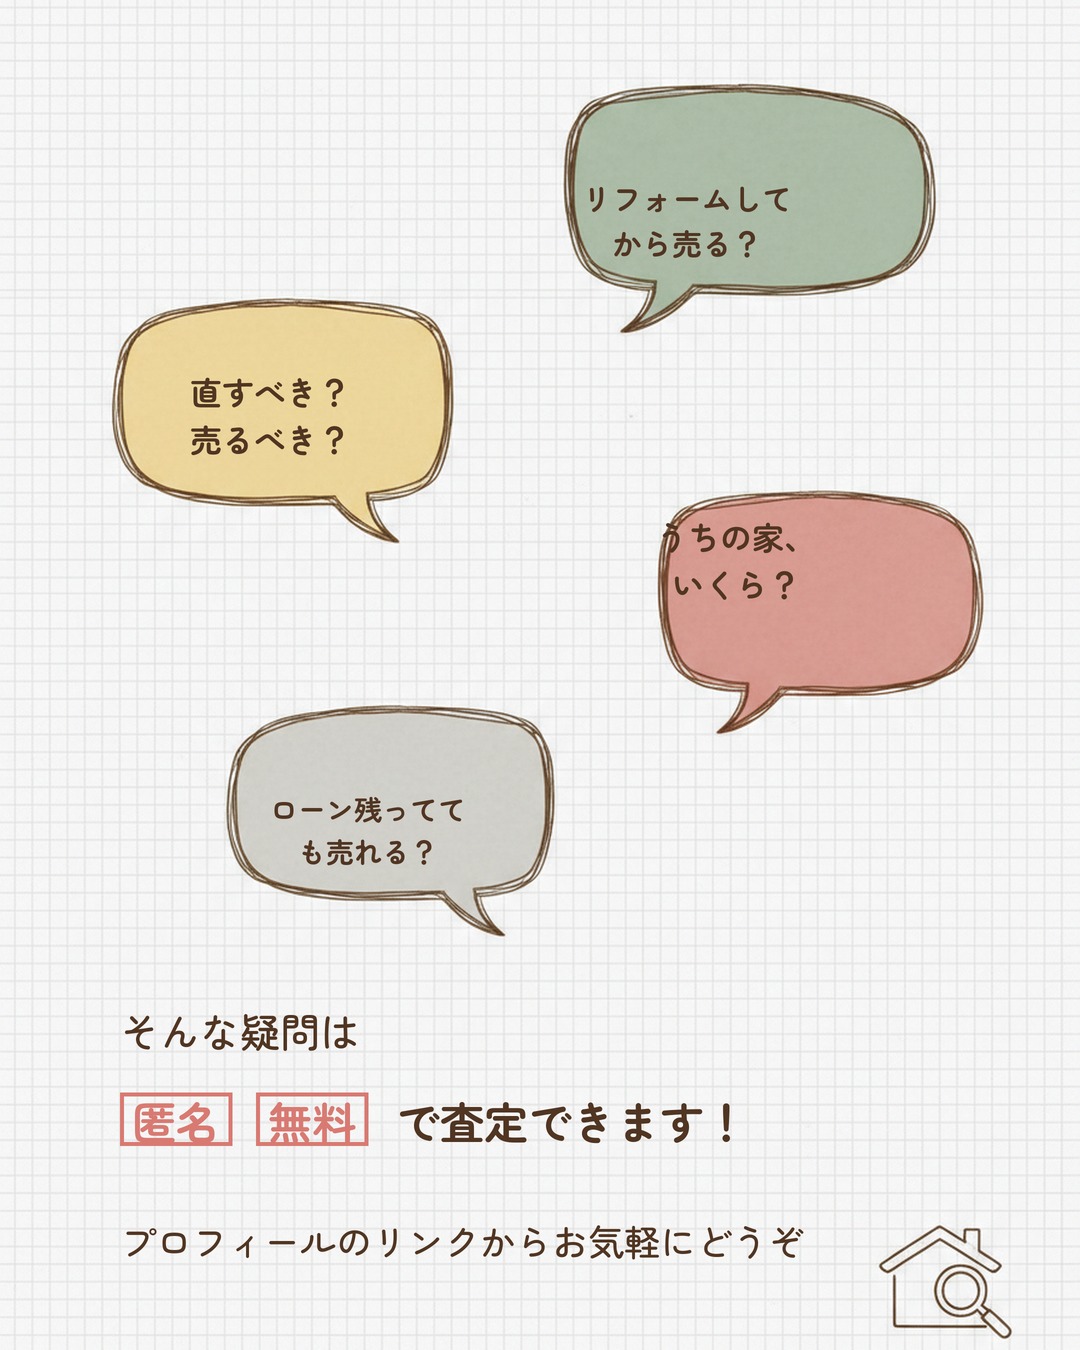 リフォームして
から売る？
直すべき？
売るべき？
うちの家、
いくら？
ローン残ってて
も売れる？
そんな疑問は
匿名 無料 で査定できます！
プロフィールのリンクからお気軽にどうぞ